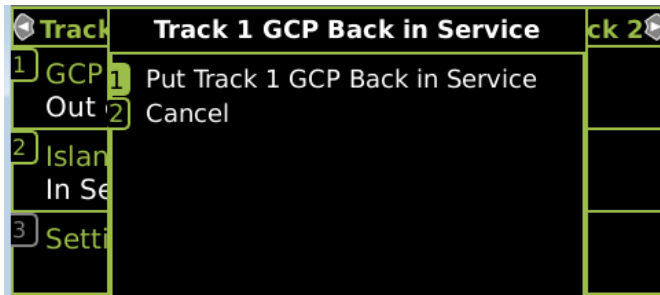 Track
Track 1 GCP Back in Service
ck 2
1
GCP
Out
1 Put Track 1 GCP Back in Service
2 Cancel
2
Islan
In Se
3
Setti